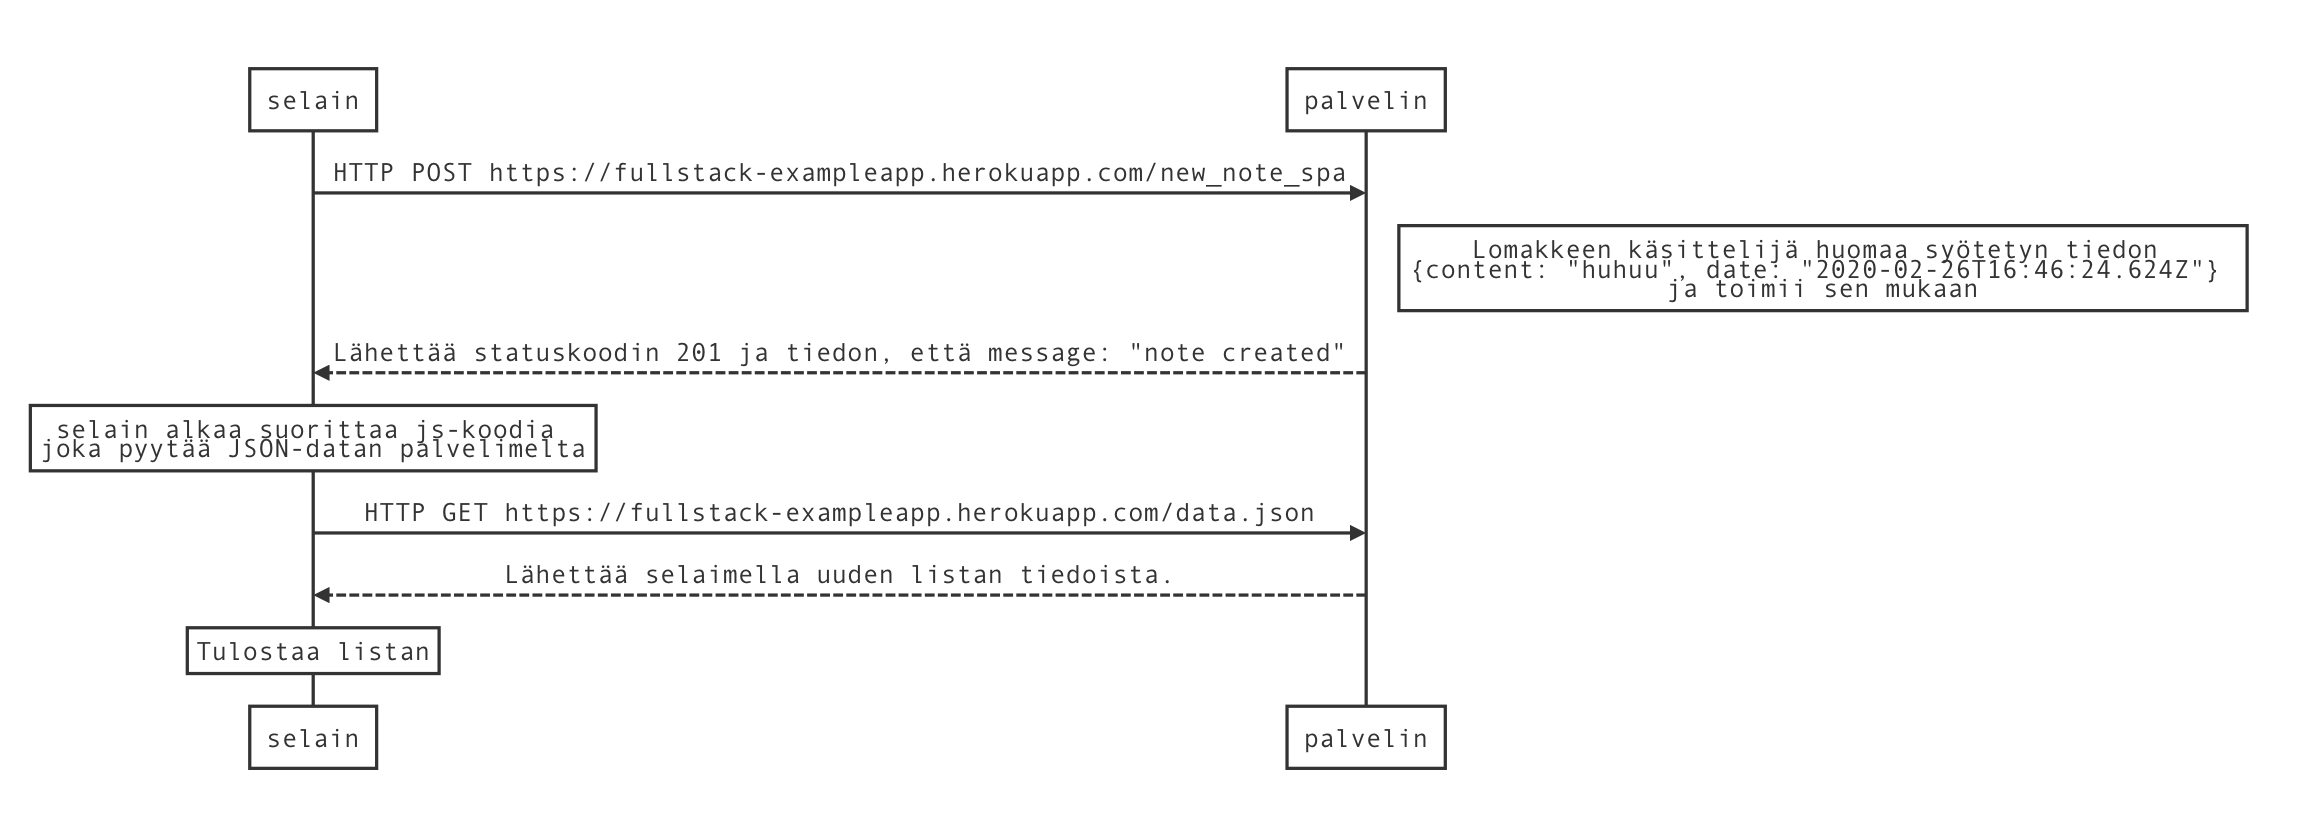 selain
palvelin
HTTP POST https://fullstack-exampleapp.herokuapp.com/new_note_spa
Lomakkeen käsittelijä huomaa syötetyn tiedon
{content: "huhuu", date: "2020-02-26T16:46:24.624Z"}
ja toimii sen mukaan
Lähettää statuskoodin 201 ja tiedon, että message: "note created"
selain alkaa suorittaa js-koodia
joka pyytää JSON-datan palvelimelta
HTTP GET https://fullstack-exampleapp.herokuapp.com/data.json
Lähettää selaimella uuden listan tiedoista.
Tulostaa listan
selain
palvelin